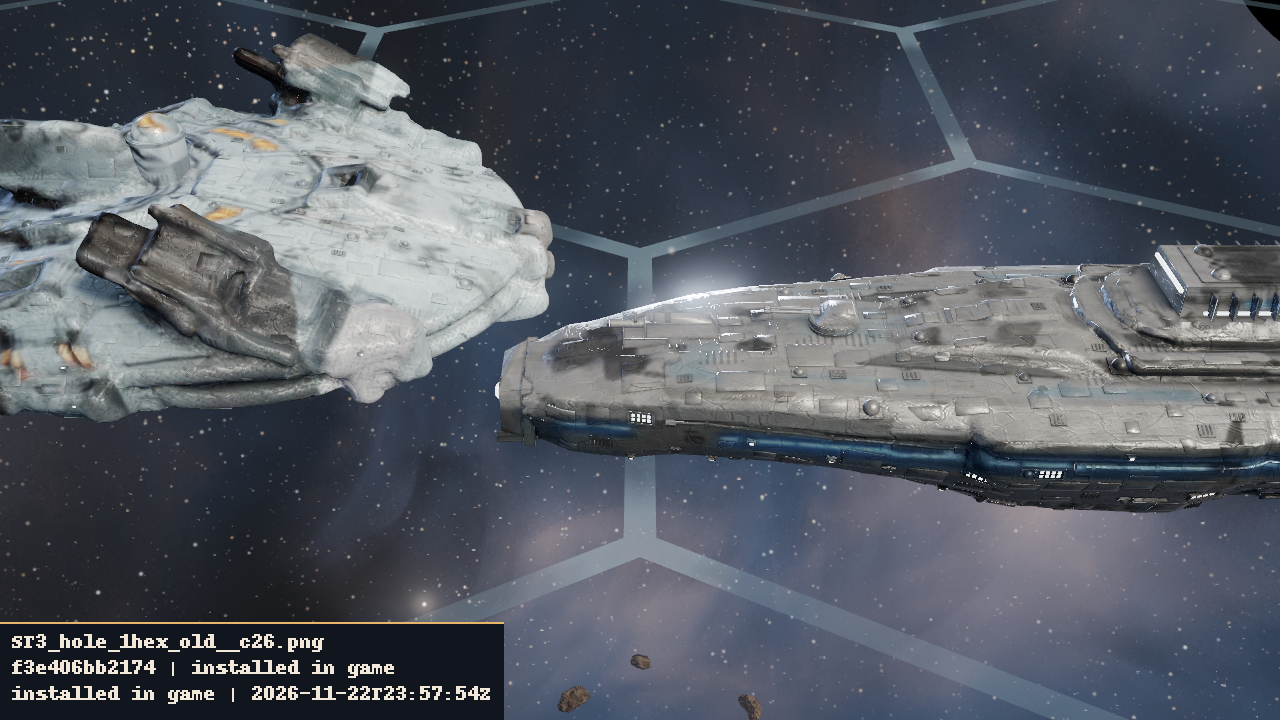 sr3_hole_1hex_old__c26.png
f3e406bb2174 | installed in game
installed in game | 2026-11-22T23:57:54Z